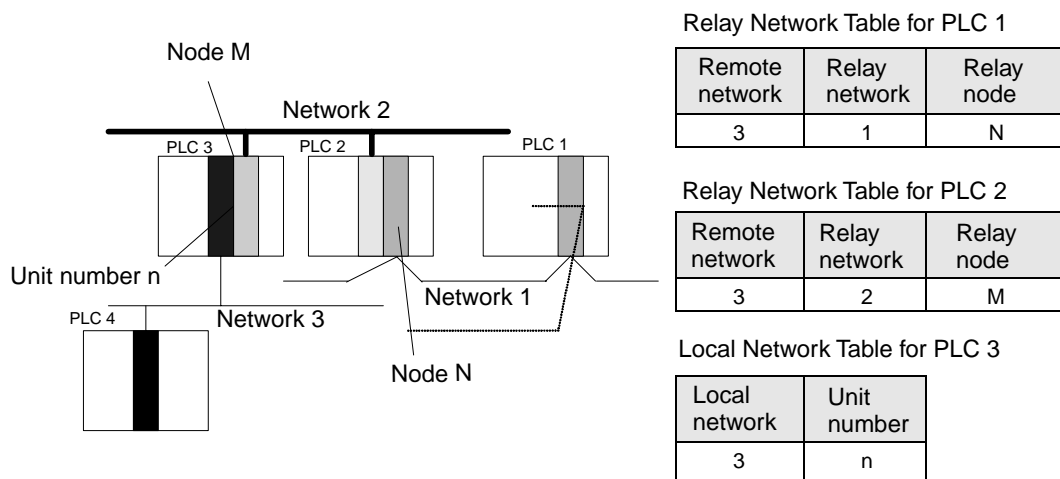 Node M
Network 2
PLC 3
PLC 2
PLC 1
Unit number n
Network 1
PLC 4
Network 3
Node N
Relay Network Table for PLC 1
Remote network
Relay network
Relay node
3
1
N
Relay Network Table for PLC 2
Remote network
Relay network
Relay node
3
2
M
Local Network Table for PLC 3
Local network
Unit number
3
n